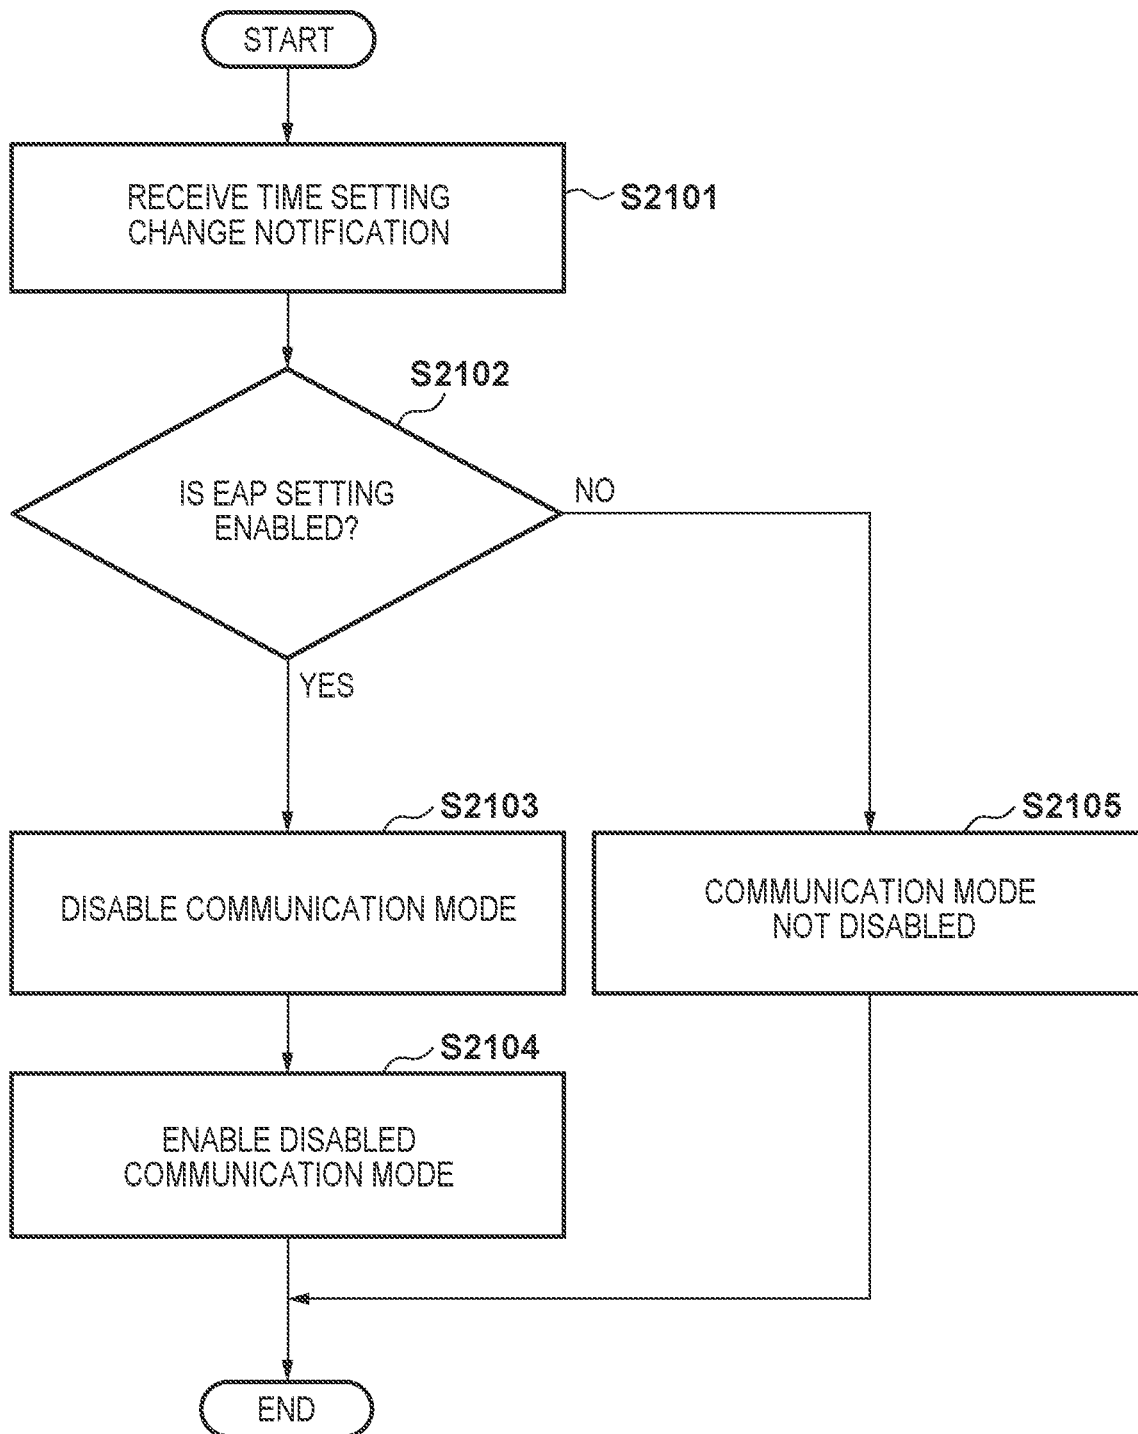 START
RECEIVE TIME SETTING
CHANGE NOTIFICATION
S2101
S2102
IS EAP SETTING
ENABLED?
NO
YES
S2103
DISABLE COMMUNICATION MODE
S2105
COMMUNICATION MODE
NOT DISABLED
S2104
ENABLE DISABLED
COMMUNICATION MODE
END